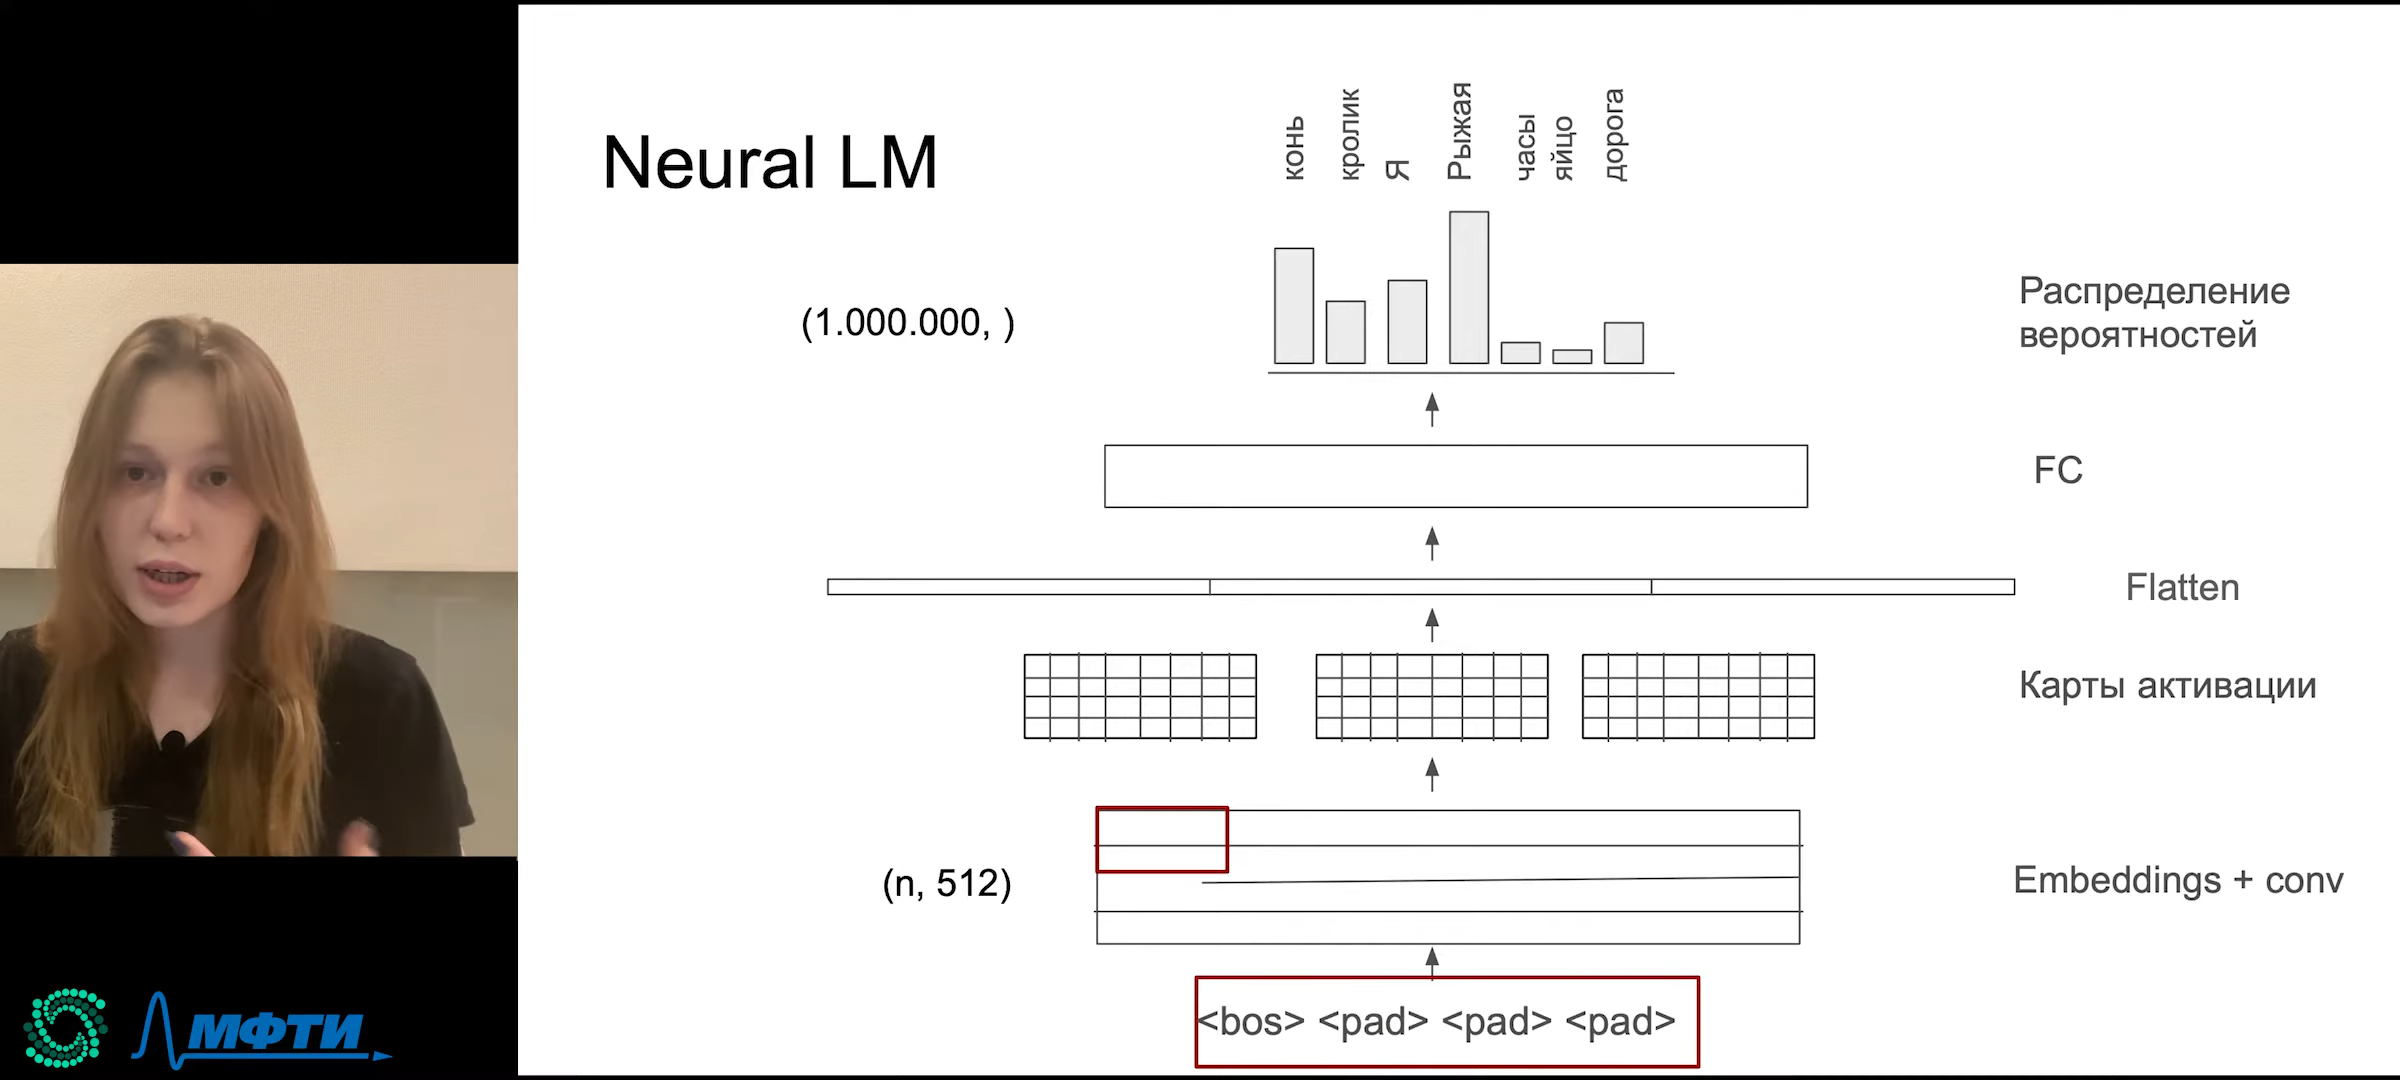 Neural LM
конь
кролик
Я
Рыжая
часы
яйцо
дорога
(1.000.000, )
Распределение
вероятностей
FC
Flatten
Карты активации
(n, 512)
Embeddings + conv
<bos> <pad> <pad> <pad>
МФТИ